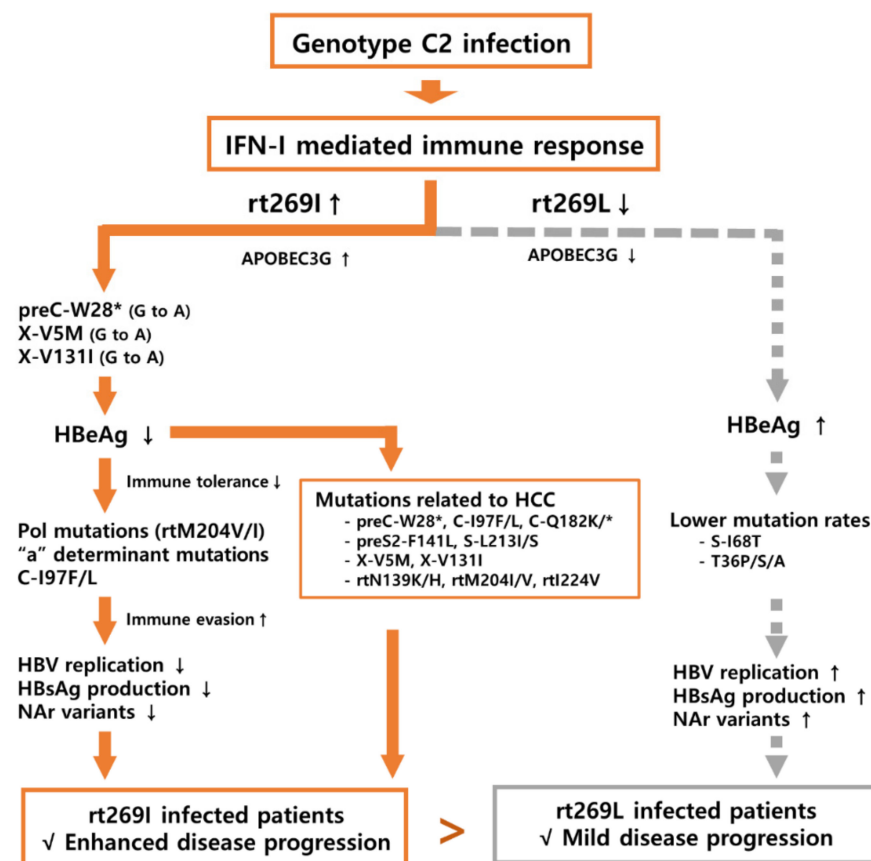 Genotype C2 infection
IFN-I mediated immune response
rt269I ↑
rt269L ↓
APOBEC3G ↑
APOBEC3G ↓
preC-W28* (G to A)
X-V5M (G to A)
X-V131I (G to A)
HBeAg ↓
HBeAg ↑
Immune tolerance ↓
Mutations related to HCC
- preC-W28*, C-I97F/L, C-Q182K/*
- preS2-F141L, S-L213I/S
- X-V5M, X-V131I
- rtN139K/H, rtM204I/V, rtI224V
Pol mutations (rtM204V/I)
"a" determinant mutations
C-I97F/L
Lower mutation rates
- S-I68T
- T36P/S/A
Immune evasion ↑
HBV replication ↓
HBsAg production ↓
NAr variants ↓
HBV replication ↑
HBsAg production ↑
NAr variants ↑
rt269I infected patients
√ Enhanced disease progression
>
rt269L infected patients
√ Mild disease progression